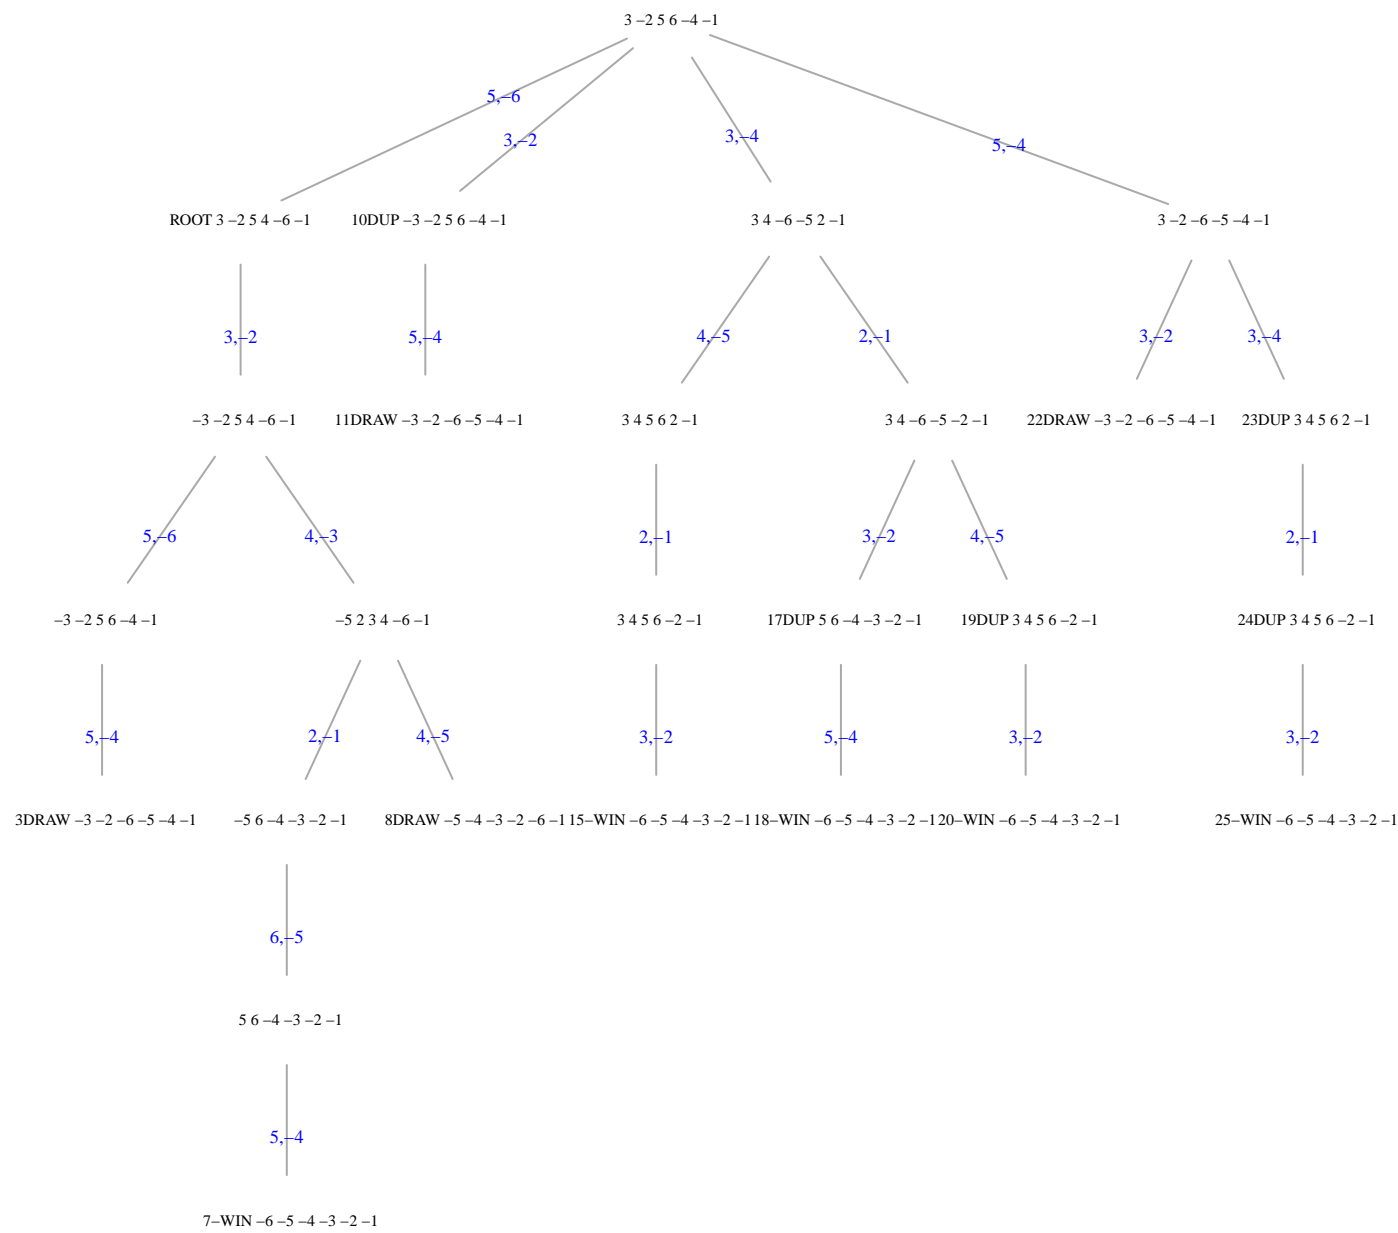 3 –2 5 6 –4 –1
5,–6
3,–2
3,–4
5,–4
ROOT 3 –2 5 4 –6 –1
10DUP –3 –2 5 6 –4 –1
3 4 –6 –5 2 –1
3 –2 –6 –5 –4 –1
3,–2
5,–4
4,–5
2,–1
3,–2
3,–4
–3 –2 5 4 –6 –1
11DRAW –3 –2 –6 –5 –4 –1
3 4 5 6 2 –1
3 4 –6 –5 –2 –1
22DRAW –3 –2 –6 –5 –4 –1
23DUP 3 4 5 6 2 –1
5,–6
4,–3
2,–1
3,–2
4,–5
2,–1
–3 –2 5 6 –4 –1
–5 2 3 4 –6 –1
3 4 5 6 –2 –1
17DUP 5 6 –4 –3 –2 –1
19DUP 3 4 5 6 –2 –1
24DUP 3 4 5 6 –2 –1
5,–4
2,–1
4,–5
3,–2
5,–4
3,–2
3,–2
3DRAW –3 –2 –6 –5 –4 –1
–5 6 –4 –3 –2 –1
8DRAW –5 –4 –3 –2 –6 –1
15–WIN –6 –5 –4 –3 –2 –1
18–WIN –6 –5 –4 –3 –2 –1
20–WIN –6 –5 –4 –3 –2 –1
25–WIN –6 –5 –4 –3 –2 –1
6,–5
5 6 –4 –3 –2 –1
5,–4
7–WIN –6 –5 –4 –3 –2 –1